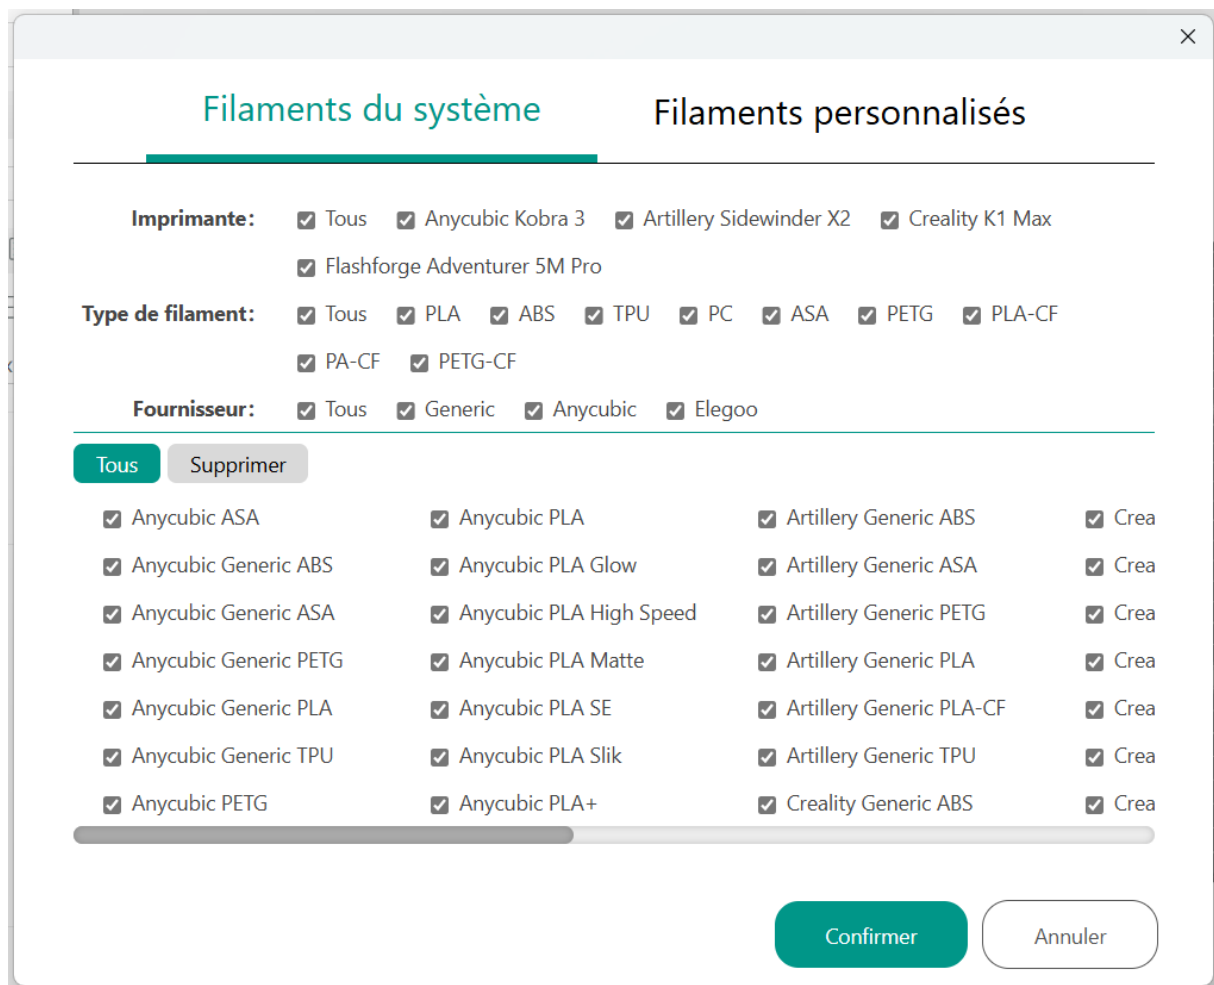 Filaments du système Filaments personnalisés
Imprimante: Tous Anycubic Kobra 3 Artillery Sidewinder X2 Creality K1 Max
Flashforge Adventurer 5M Pro
Type de filament: Tous PLA ABS TPU PC ASA PETG PLA-CF
PA-CF PETG-CF
Fournisseur: Tous Generic Anycubic Elegoo
Tous Supprimer
Anycubic ASA Anycubic PLA Artillery Generic ABS Crea
Anycubic Generic ABS Anycubic PLA Glow Artillery Generic ASA Crea
Anycubic Generic ASA Anycubic PLA High Speed Artillery Generic PETG Crea
Anycubic Generic PETG Anycubic PLA Matte Artillery Generic PLA Crea
Anycubic Generic PLA Anycubic PLA SE Artillery Generic PLA-CF Crea
Anycubic Generic TPU Anycubic PLA Slik Artillery Generic TPU Crea
Anycubic PETG Anycubic PLA+ Creality Generic ABS Crea
Confirmer Annuler